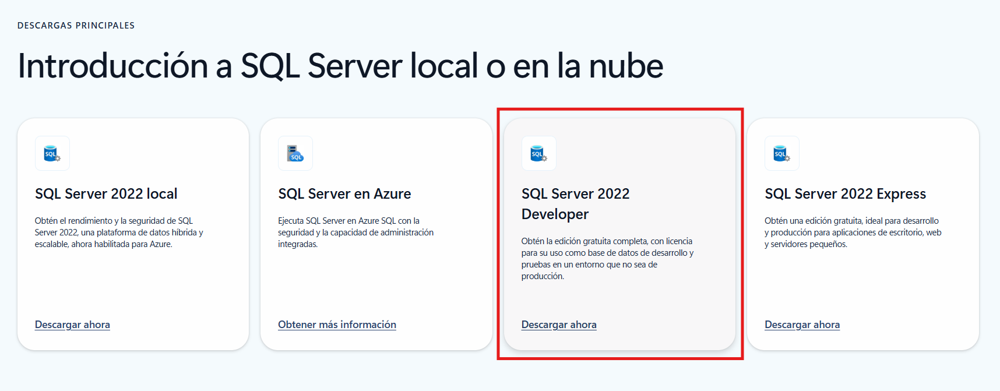 DESCARGAS PRINCIPALES
Introducción a SQL Server local o en la nube
SQL
SQL Server 2022 local
Obtén el rendimiento y la seguridad de SQL
Server 2022, una plataforma de datos híbrida y
escalable, ahora habilitada para Azure.
Descargar ahora
SQL
SQL Server en Azure
Ejecuta SQL Server en Azure SQL con la
seguridad y la capacidad de administración
integradas.
Obtener más información
SQL
SQL Server 2022
Developer
Obtén la edición gratuita completa, con licencia
para su uso como base de datos de desarrollo y
pruebas en un entorno que no sea de
producción.
Descargar ahora
SQL
SQL Server 2022 Express
Obtén una edición gratuita, ideal para desarrollo
y producción para aplicaciones de escritorio, web
y servidores pequeños.
Descargar ahora